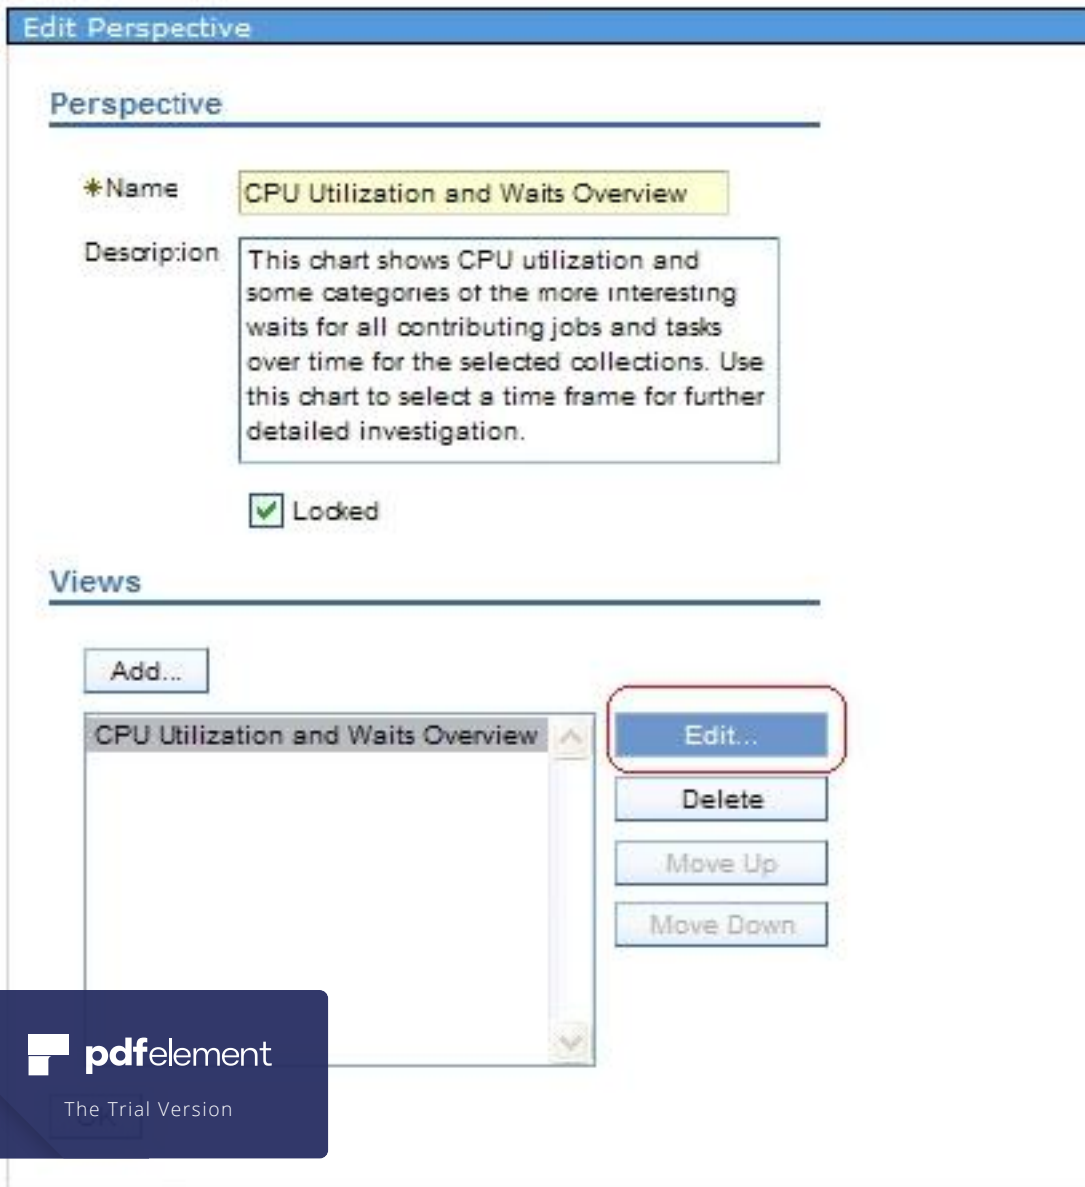 Edit Perspective
Perspective
*Name
CPU Utilization and Waits Overview
Description
This chart shows CPU utilization and
some categories of the more interesting
waits for all contributing jobs and tasks
over time for the selected collections. Use
this chart to select a time frame for further
detailed investigation.
Locked
Views
Add...
CPU Utilization and Waits Overview
Edit...
Delete
Move Up
Move Down
pdfelement
The Trial Version